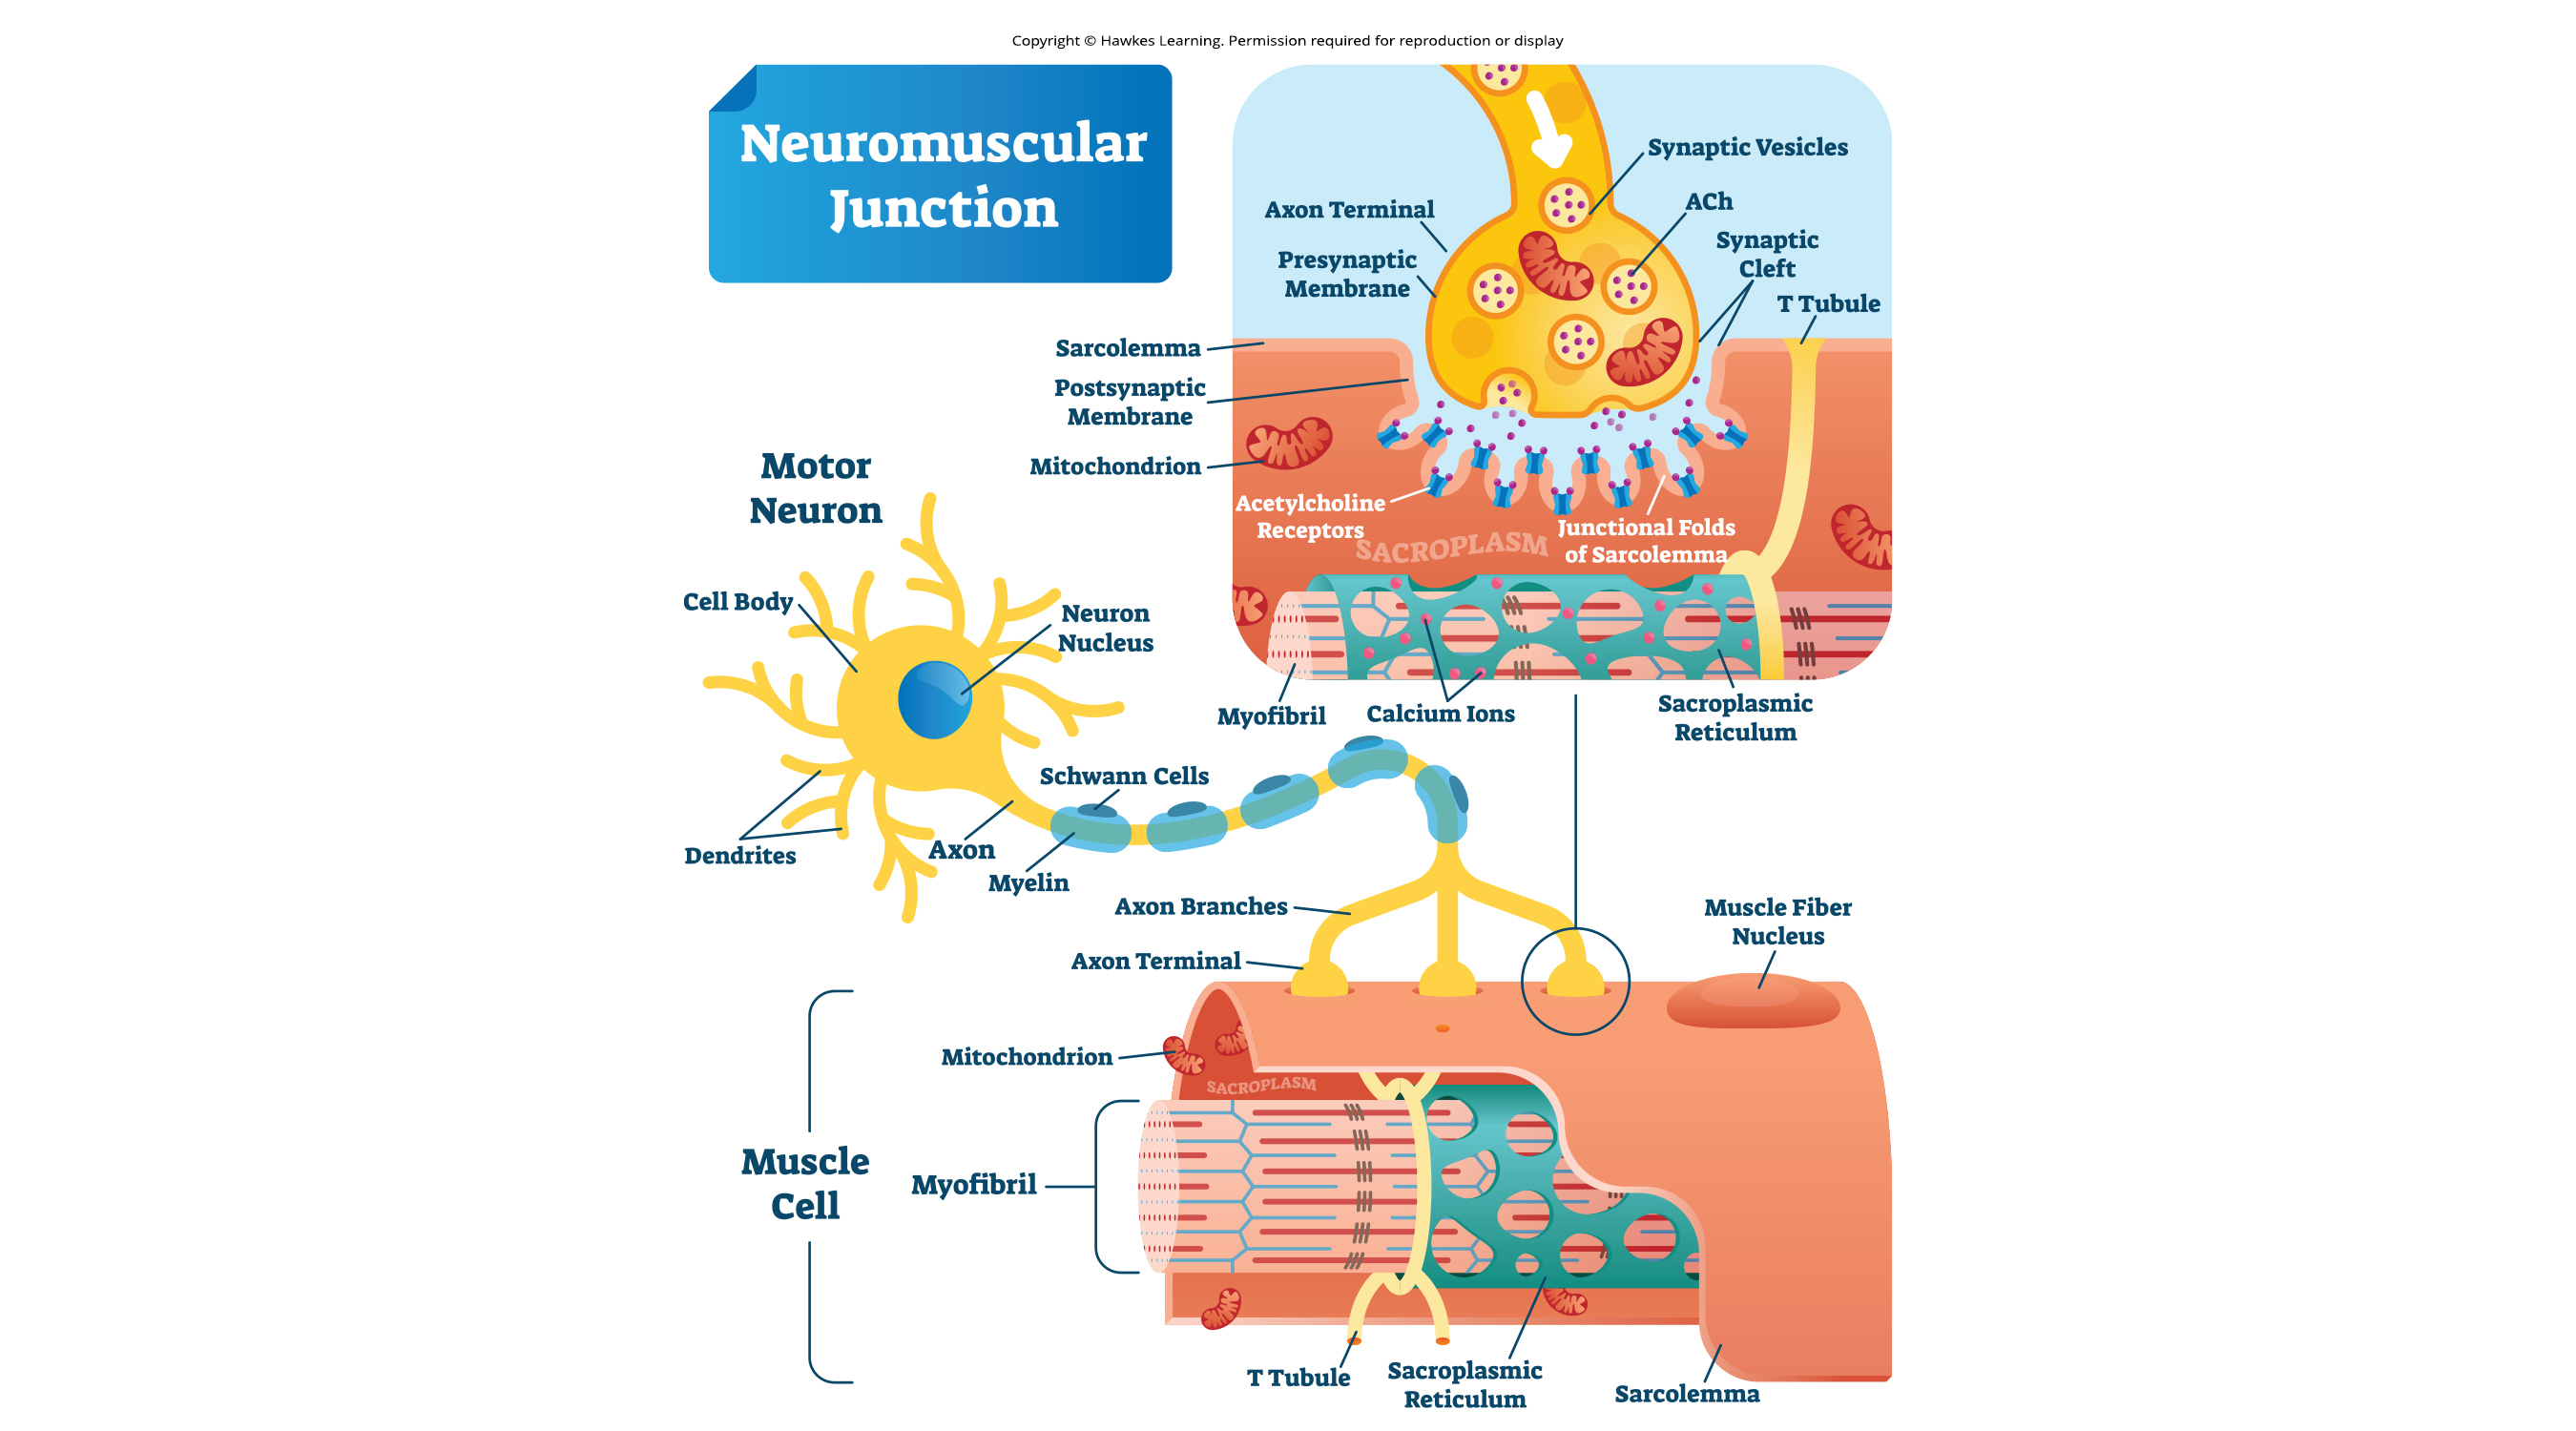 Copyright © Hawkes Learning. Permission required for reproduction or display
Neuromuscular
Junction
Synaptic Vesicles
ACh
Axon Terminal
Synaptic
Cleft
Presynaptic
Membrane
T Tubule
Sarcolemma
Postsynaptic
Membrane
Mitochondrion
Acetylcholine
Receptors
Junctional Folds
of Sarcolemma
SACROPLASM
Myofibril
Calcium Ions
Sacroplasmic
Reticulum
Motor
Neuron
Cell Body
Neuron
Nucleus
Schwann Cells
Dendrites
Axon
Myelin
Axon Branches
Axon Terminal
Muscle Fiber
Nucleus
Mitochondrion
SACROPLASM
Muscle
Cell
Myofibril
T Tubule
Sacroplasmic
Reticulum
Sarcolemma